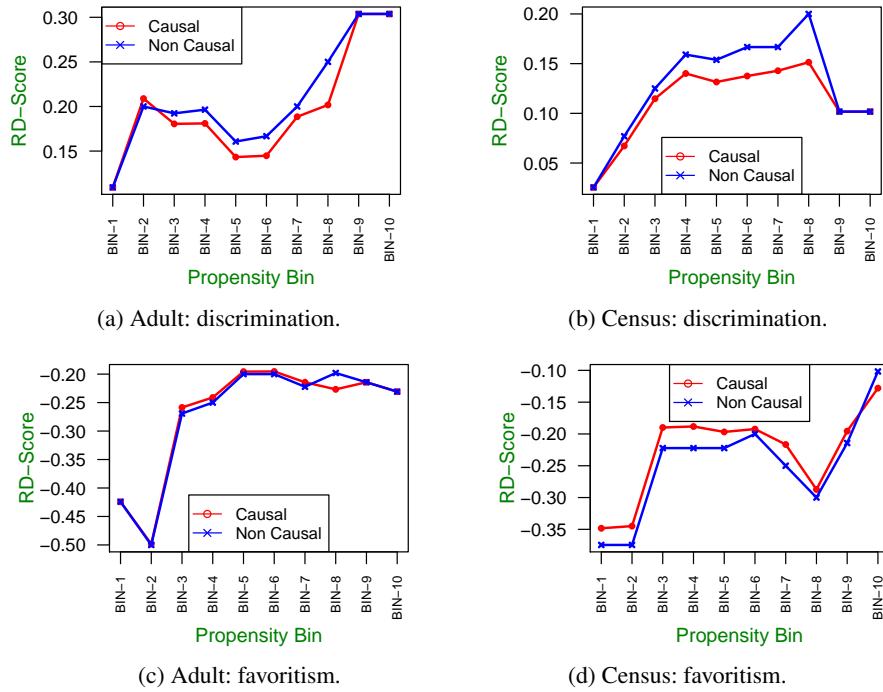 0.30
0.25
0.20
0.15
RD−Score
Causal
Non Causal
BIN−1
BIN−2
BIN−3
BIN−4
BIN−5
BIN−6
BIN−7
BIN−8
BIN−9
BIN−10
Propensity Bin
(a) Adult: discrimination.
0.20
0.15
0.10
0.05
RD−Score
Causal
Non Causal
BIN−1
BIN−2
BIN−3
BIN−4
BIN−5
BIN−6
BIN−7
BIN−8
BIN−9
BIN−10
Propensity Bin
(b) Census: discrimination.
−0.20
−0.25
−0.30
−0.35
−0.40
−0.45
−0.50
RD−Score
Causal
Non Causal
BIN−1
BIN−2
BIN−3
BIN−4
BIN−5
BIN−6
BIN−7
BIN−8
BIN−9
BIN−10
Propensity Bin
(c) Adult: favoritism.
−0.10
−0.15
−0.20
−0.25
−0.30
−0.35
RD−Score
Causal
Non Causal
BIN−1
BIN−2
BIN−3
BIN−4
BIN−5
BIN−6
BIN−7
BIN−8
BIN−9
BIN−10
Propensity Bin
(d) Census: favoritism.